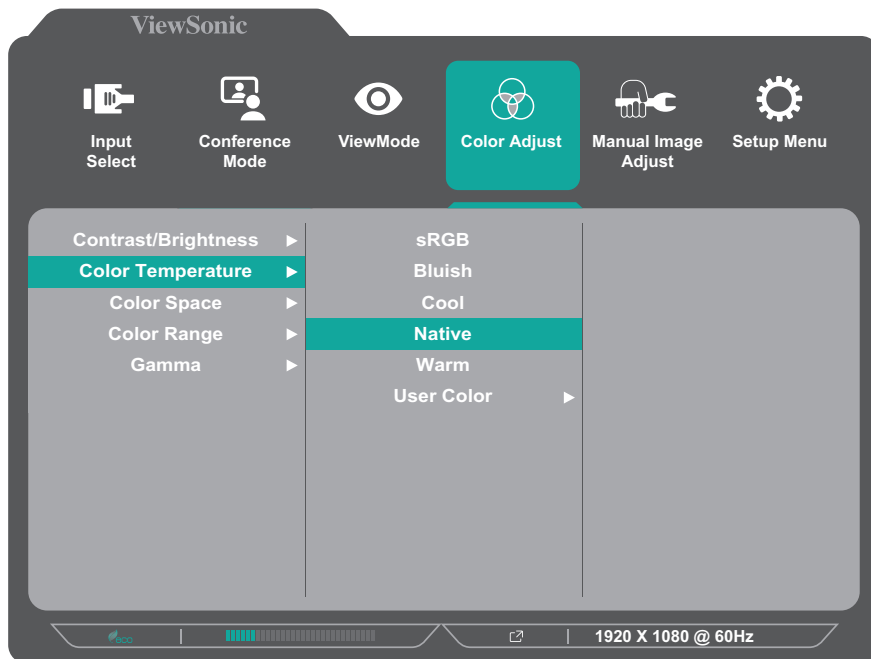 ViewSonic
Input
Select
Conference
Mode
ViewMode
Color Adjust
Manual Image
Adjust
Setup Menu
Contrast/Brightness
Color Temperature
Color Space
Color Range
Gamma
sRGB
Bluish
Cool
Native
Warm
User Color
eco
1920 X 1080 @ 60Hz